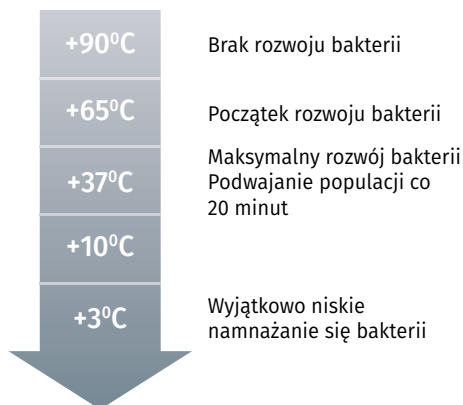 +90⁰C
Brak rozwoju bakterii
+65⁰C
Początek rozwoju bakterii
+37⁰C
Maksymalny rozwój bakterii
Podwajanie populacji co
20 minut
+10⁰C
+3⁰C
Wyjątkowo niskie
namnażanie się bakterii